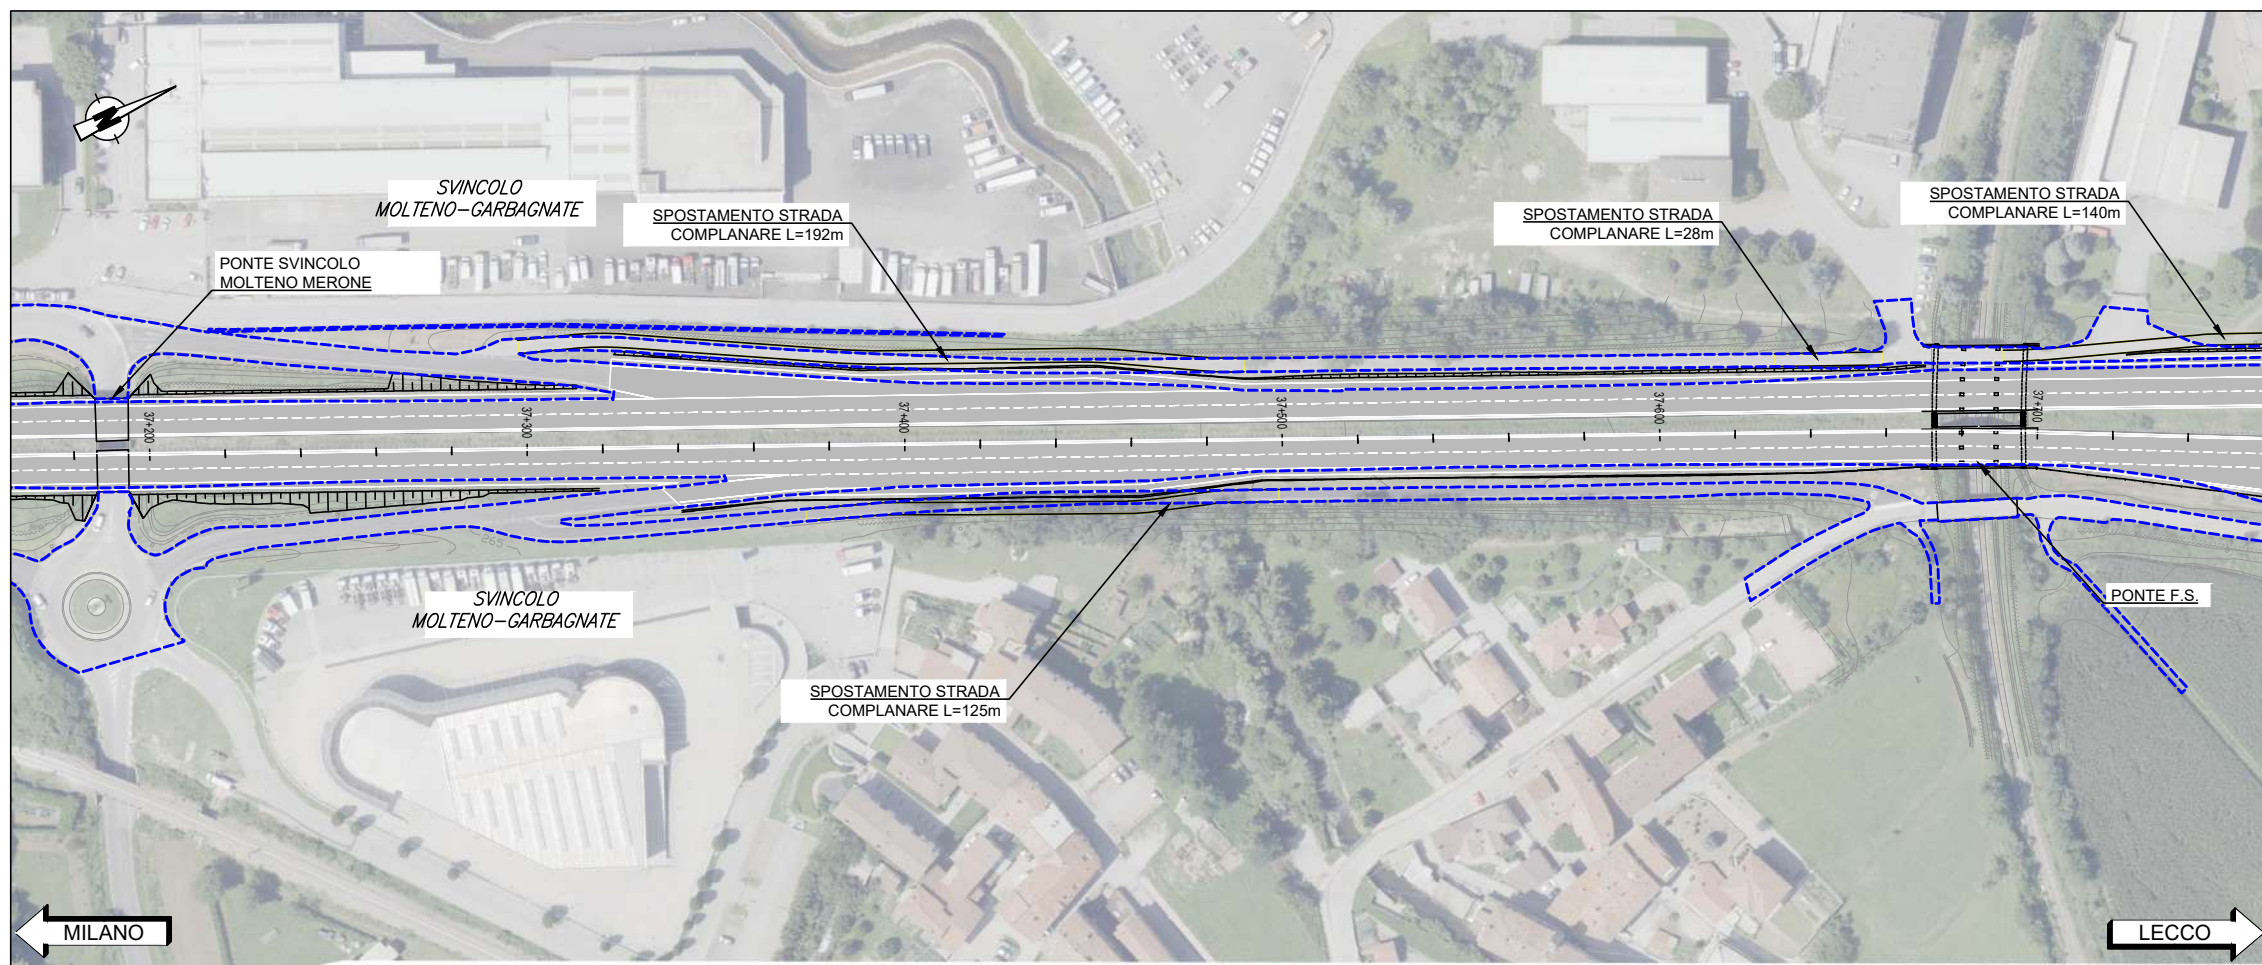 N
SVINCOLO
MOLTENO-GARBAGNATE
SPOSTAMENTO STRADA
COMPLANARE L=192m
SPOSTAMENTO STRADA
COMPLANARE L=28m
SPOSTAMENTO STRADA
COMPLANARE L=140m
PONTE SVINCOLO
MOLTENO MERONE
37+200
37+300
37+400
37+500
37+600
37+700
265
SVINCOLO
MOLTENO-GARBAGNATE
PONTE F.S.
SPOSTAMENTO STRADA
COMPLANARE L=125m
MILANO
LECCO